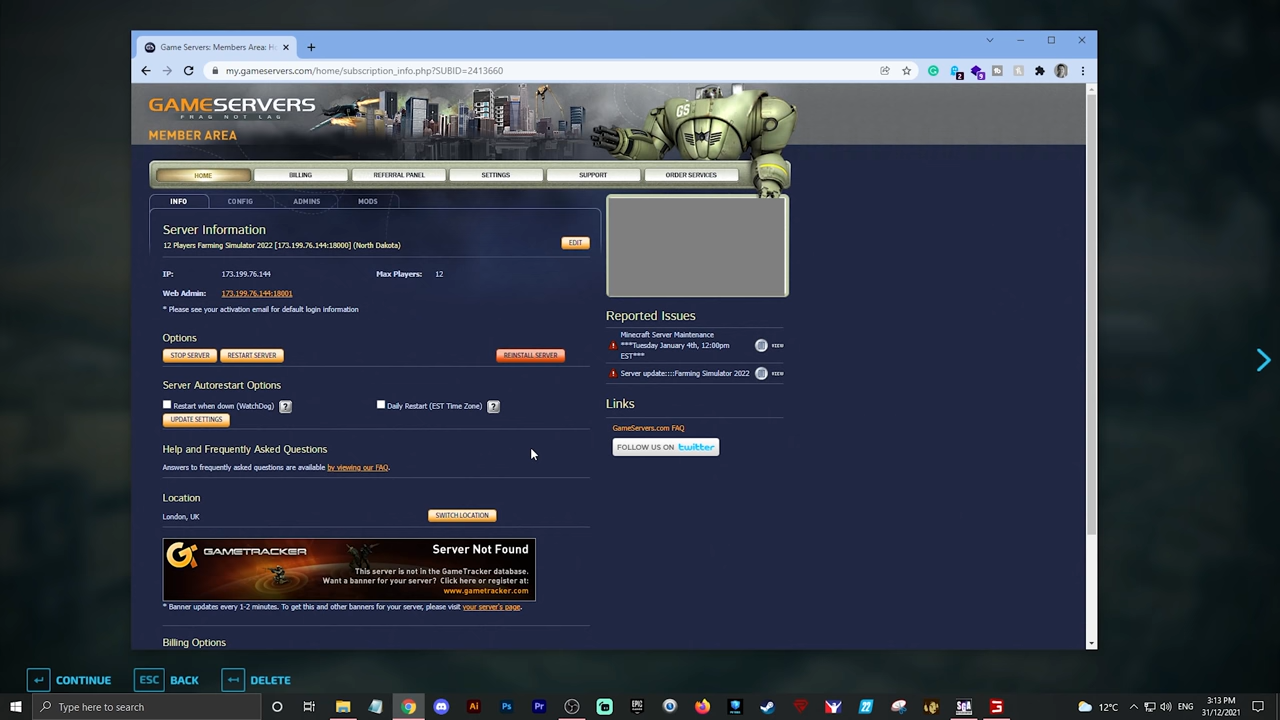 Game Servers: Members Area: H
my.gameservers.com/home/subscription_info.php?SUBID=2413660
GAMESERVERS
FRAG NOT LAG
MEMBER AREA
GS
HOME
BILLING
REFERRAL PANEL
SETTINGS
SUPPORT
ORDER SERVICES
INFO
CONFIG
ADMINS
MODS
Server Information
12 Players Farming Simulator 2022 [173.199.76.144:18000] (North Dakota)
EDIT
IP: 173.199.76.144 Max Players: 12
Web Admin: 173.199.76.144:18001
* Please see your activation email for default login information
Options
STOP SERVER
RESTART SERVER
REINSTALL SERVER
Server Autorestart Options
Restart when down (WatchDog) ?
Daily Restart (EST Time Zone) ?
UPDATE SETTINGS
Help and Frequently Asked Questions
Answers to frequently asked questions are available by viewing our FAQ.
Location
London, UK
SWITCH LOCATION
GAMETRACKER
Server Not Found
This server is not in the GameTracker database.
Want a banner for your server? Click here or register at:
www.gametracker.com
* Banner updates every 1-2 minutes. To get this and other banners for your server, please visit your server's page.
Billing Options
Reported Issues
Minecraft Server Maintenance
***Tuesday January 4th, 12:00pm
EST***
VIEW
Server update::::Farming Simulator 2022
VIEW
Links
GameServers.com FAQ
FOLLOW US ON twitter
CONTINUE
ESC BACK
DELETE
Type here to search
Ai
Ps
Pr
EPIC
GAMES
12°C
3:13 PM
31/12/2021